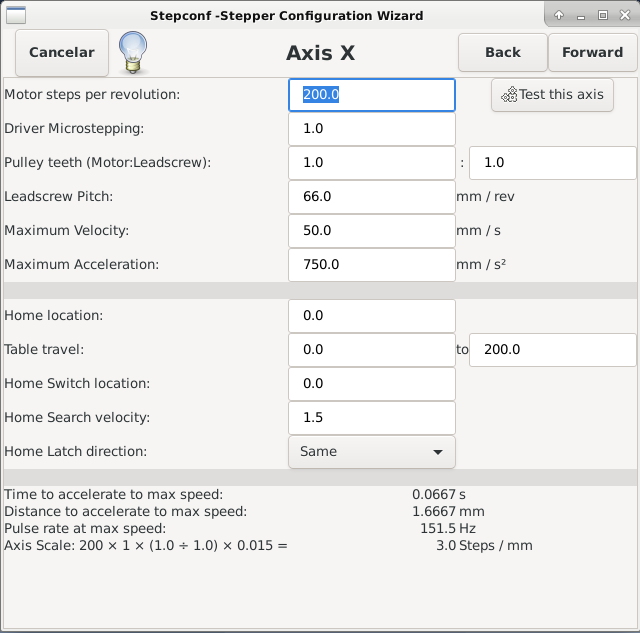 Stepconf -Stepper Configuration Wizard
Cancelar Axis X Back Forward
Motor steps per revolution: 200.0 Test this axis
Driver Microstepping: 1.0
Pulley teeth (Motor:Leadscrew): 1.0 : 1.0
Leadscrew Pitch: 66.0 mm / rev
Maximum Velocity: 50.0 mm / s
Maximum Acceleration: 750.0 mm / s²
Home location: 0.0
Table travel: 0.0 to 200.0
Home Switch location: 0.0
Home Search velocity: 1.5
Home Latch direction: Same
Time to accelerate to max speed: 0.0667 s
Distance to accelerate to max speed: 1.6667 mm
Pulse rate at max speed: 151.5 Hz
Axis Scale: 200 × 1 × (1.0 ÷ 1.0) × 0.015 = 3.0 Steps / mm